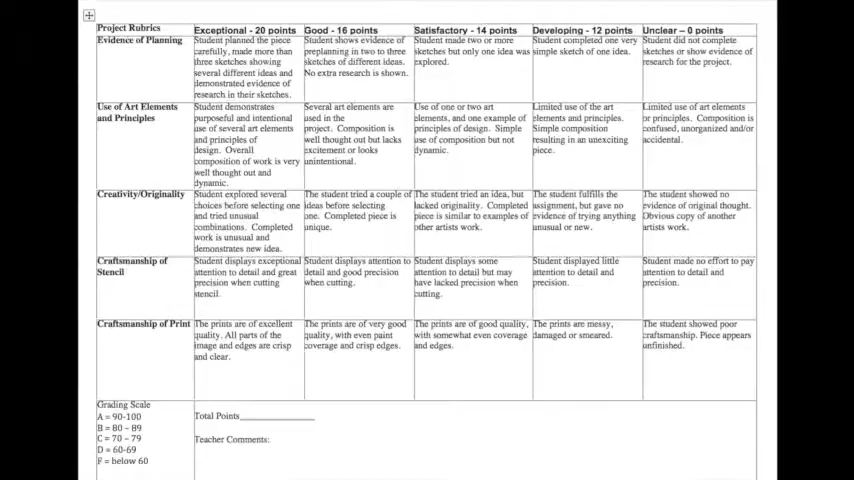 Project Rubrics
Exceptional - 20 points
Good - 16 points
Satisfactory - 14 points
Developing - 12 points
Unclear – 0 points
Evidence of Planning
Student planned the piece
carefully, made more than
three sketches showing
several different ideas and
demonstrated evidence of
research in their sketches.
Student shows evidence of
preplanning in two to three
sketches of different ideas.
No extra research is shown.
Student made two or more
sketches but only one idea was
explored.
Student completed one very
simple sketch of one idea.
Student did not complete
sketches or show evidence of
research for the project.
Use of Art Elements
and Principles
Student demonstrates
purposeful and intentional
use of several art elements
and principles of
design. Overall
composition of work is very
well thought out and
dynamic.
Several art elements are
used in the
project. Composition is
well thought out but lacks
excitement or looks
unintentional.
Use of one or two art
elements, and one example of
principles of design. Simple
use of composition but not
dynamic.
Limited use of the art
elements and principles.
Simple composition
resulting in an unexciting
piece.
Limited use of art elements
or principles. Composition is
confused, unorganized and/or
accidental.
Creativity/Originality
Student explored several
choices before selecting one
and tried unusual
combinations. Completed
work is unusual and
demonstrates new idea.
The student tried a couple of
ideas before selecting
one. Completed piece is
unique.
The student tried an idea, but
lacked originality. Completed
piece is similar to examples of
other artists work.
The student fulfills the
assignment, but gave no
evidence of trying anything
unusual or new.
The student showed no
evidence of original thought.
Obvious copy of another
artists work.
Craftsmanship of
Stencil
Student displays exceptional
attention to detail and great
precision when cutting
stencil.
Student displays attention to
detail and good precision
when cutting.
Student displays some
attention to detail but may
have lacked precision when
cutting.
Student displayed little
attention to detail and
precision.
Student made no effort to pay
attention to detail and
precision.
Craftsmanship of Print
The prints are of excellent
quality. All parts of the
image and edges are crisp
and clear.
The prints are of very good
quality, with even paint
coverage and crisp edges.
The prints are of good quality,
with somewhat even coverage
and edges.
The prints are messy,
damaged or smeared.
The student showed poor
craftsmanship. Piece appears
unfinished.
Grading Scale
A = 90-100
B = 80 – 89
C = 70 – 79
D = 60-69
F = below 60
Total Points________________
Teacher Comments: